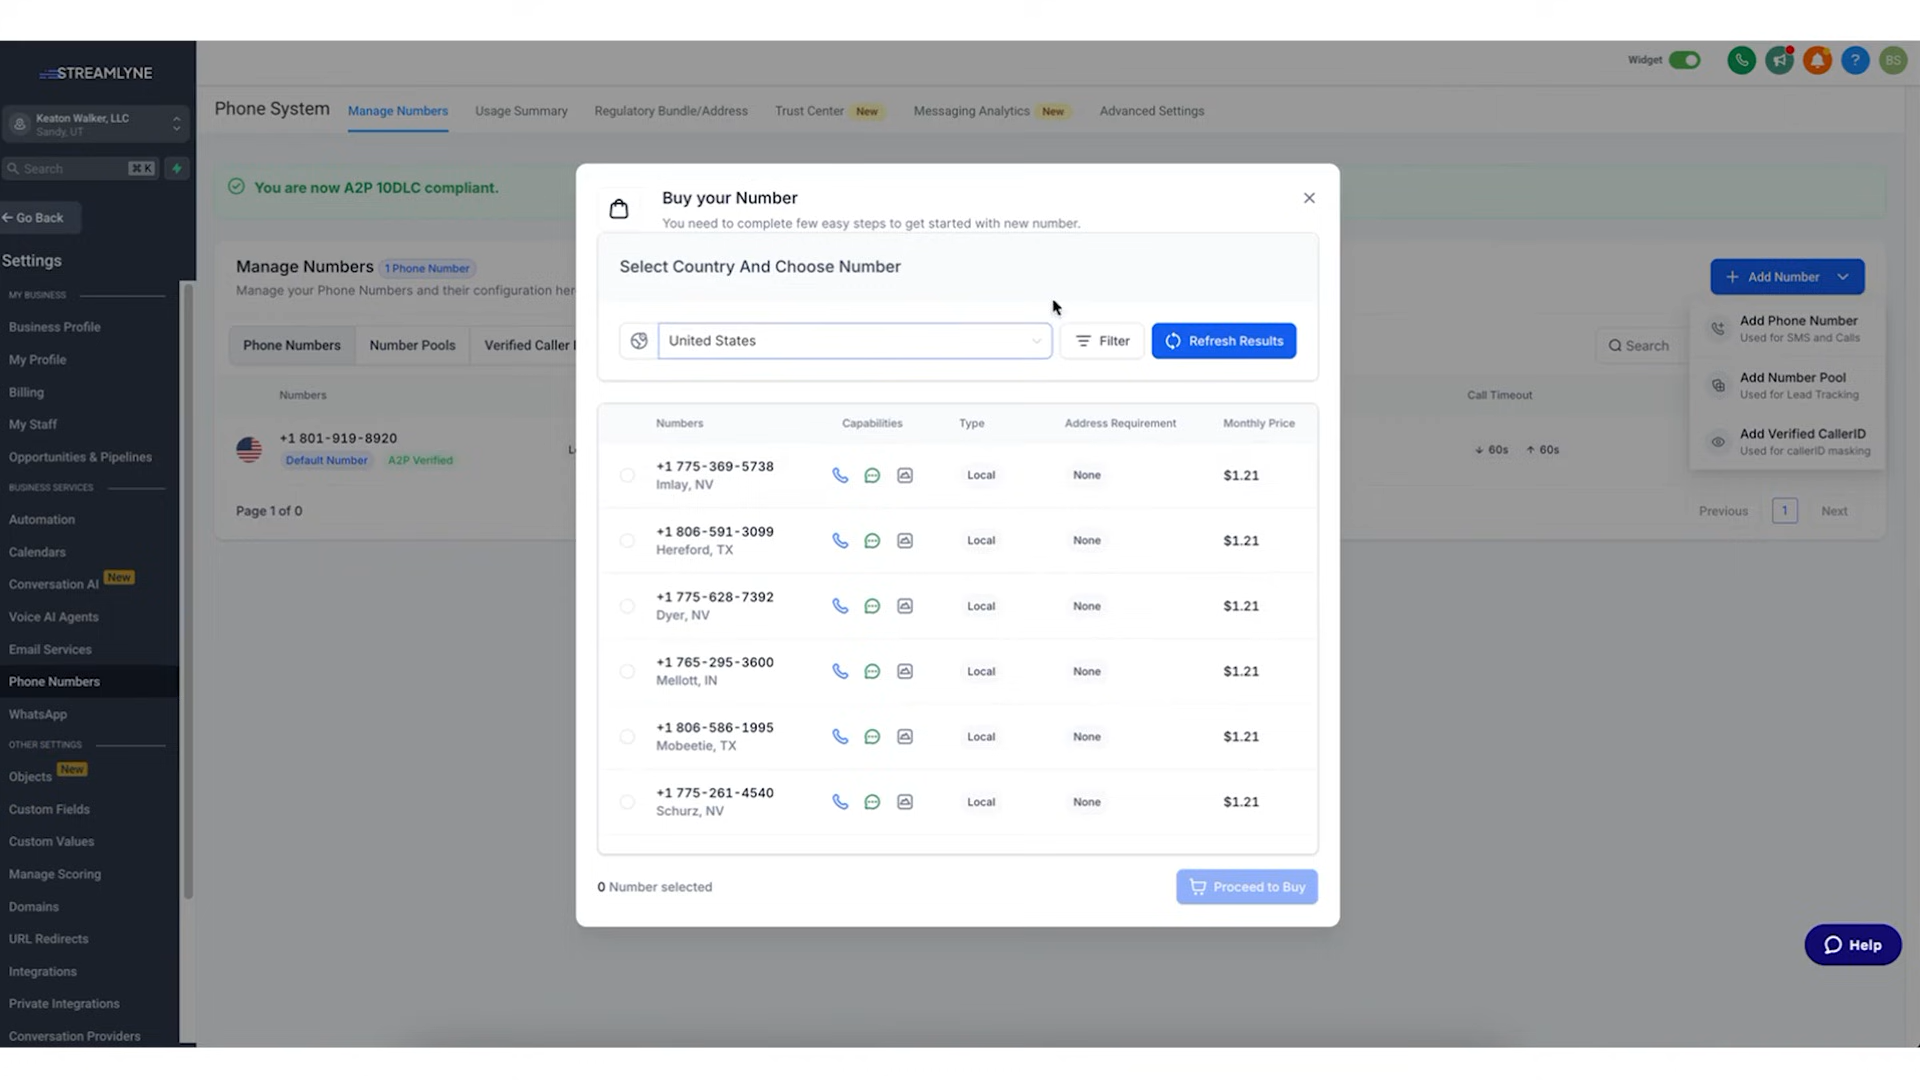 STREAMLYNE
Keaton Walker, LLC
Sandy, UT
Search ⌘ K
Go Back
Settings
MY BUSINESS
Business Profile
My Profile
Billing
My Staff
Opportunities & Pipelines
BUSINESS SERVICES
Automation
Calendars
Conversation AI New
Voice AI Agents
Email Services
Phone Numbers
WhatsApp
OTHER SETTINGS
Objects New
Custom Fields
Custom Values
Manage Scoring
Domains
URL Redirects
Integrations
Private Integrations
Conversation Providers
Widget
? BS
Phone System Manage Numbers Usage Summary Regulatory Bundle/Address Trust Center New Messaging Analytics New Advanced Settings
You are now A2P 10DLC compliant.
Manage Numbers 1 Phone Number
Manage your Phone Numbers and their configuration her
Add Number
Add Phone Number
Used for SMS and Calls
Add Number Pool
Used for Lead Tracking
Add Verified CallerID
Used for callerID masking
Phone Numbers Number Pools Verified Caller I
Search
Numbers
Call Timeout
+1 801-919-8920
Default Number A2P Verified
60s 60s
Page 1 of 0
Previous 1 Next
Buy your Number
You need to complete few easy steps to get started with new number.
Select Country And Choose Number
United States Filter Refresh Results
Numbers Capabilities Type Address Requirement Monthly Price
+1 775-369-5738
Imlay, NV
Local None $1.21
+1 806-591-3099
Hereford, TX
Local None $1.21
+1 775-628-7392
Dyer, NV
Local None $1.21
+1 765-295-3600
Mellott, IN
Local None $1.21
+1 806-586-1995
Mobeetie, TX
Local None $1.21
+1 775-261-4540
Schurz, NV
Local None $1.21
0 Number selected
Proceed to Buy
Help